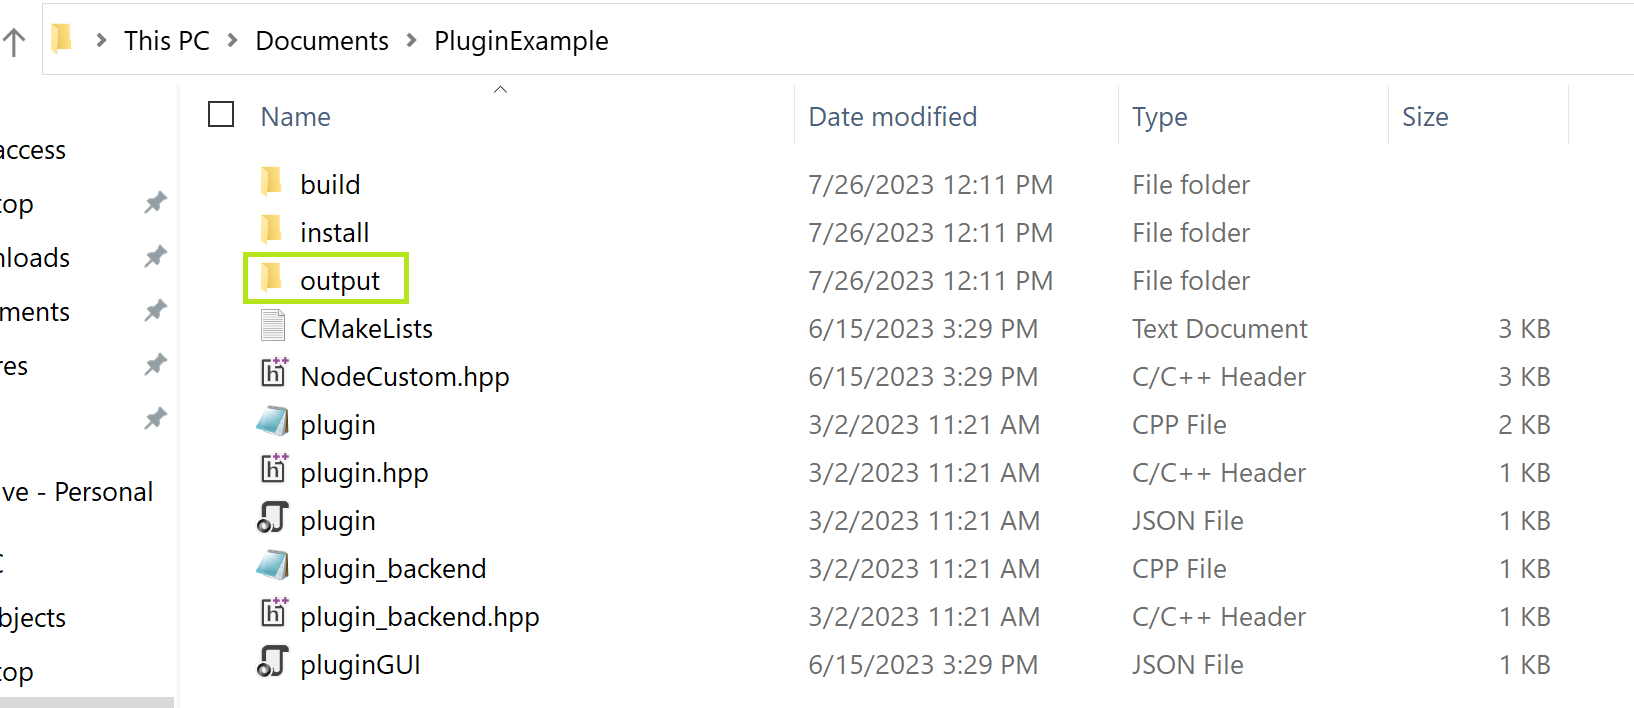 This PC > Documents > PluginExample
Name Date modified Type Size
access
top
nloads
ments
res
ve - Personal
C
bjects
top
build 7/26/2023 12:11 PM File folder
install 7/26/2023 12:11 PM File folder
output 7/26/2023 12:11 PM File folder
CMakeLists 6/15/2023 3:29 PM Text Document 3 KB
NodeCustom.hpp 6/15/2023 3:29 PM C/C++ Header 3 KB
plugin 3/2/2023 11:21 AM CPP File 2 KB
plugin.hpp 3/2/2023 11:21 AM C/C++ Header 1 KB
plugin 3/2/2023 11:21 AM JSON File 1 KB
plugin_backend 3/2/2023 11:21 AM CPP File 1 KB
plugin_backend.hpp 3/2/2023 11:21 AM C/C++ Header 1 KB
pluginGUI 6/15/2023 3:29 PM JSON File 1 KB